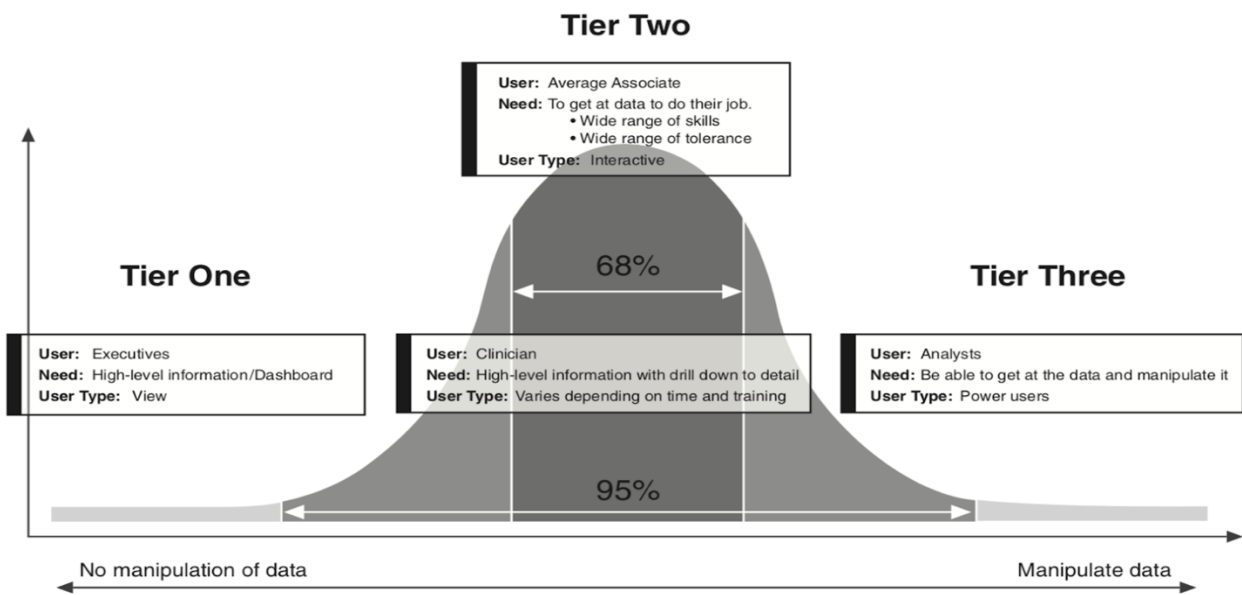 Tier Two
User: Average Associate
Need: To get at data to do their job.
• Wide range of skills
• Wide range of tolerance
User Type: Interactive
68%
Tier One
User: Executives
Need: High-level information/Dashboard
User Type: View
User: Clinician
Need: High-level information with drill down to detail
User Type: Varies depending on time and training
Tier Three
User: Analysts
Need: Be able to get at the data and manipulate it
User Type: Power users
95%
No manipulation of data
Manipulate data